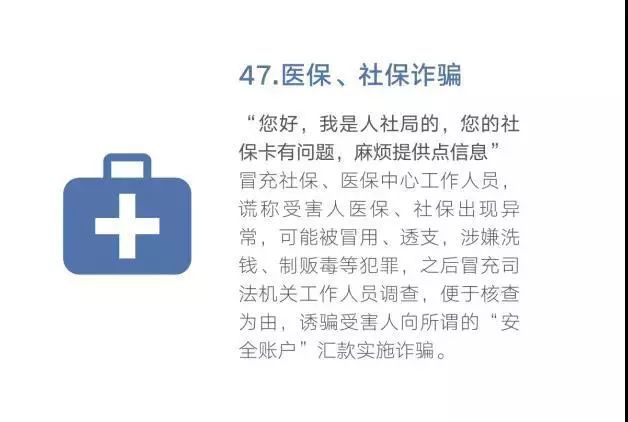 47.医保、社保诈骗
“您好，我是人社局的，您的社
保卡有问题，麻烦提供点信息”
冒充社保、医保中心工作人员，
谎称受害人医保、社保出现异
常，可能被冒用、透支，涉嫌洗
钱、制贩毒等犯罪，之后冒充司
法机关工作人员调查，便于核查
为由，诱骗受害人向所谓的“安
全账户”汇款实施诈骗。